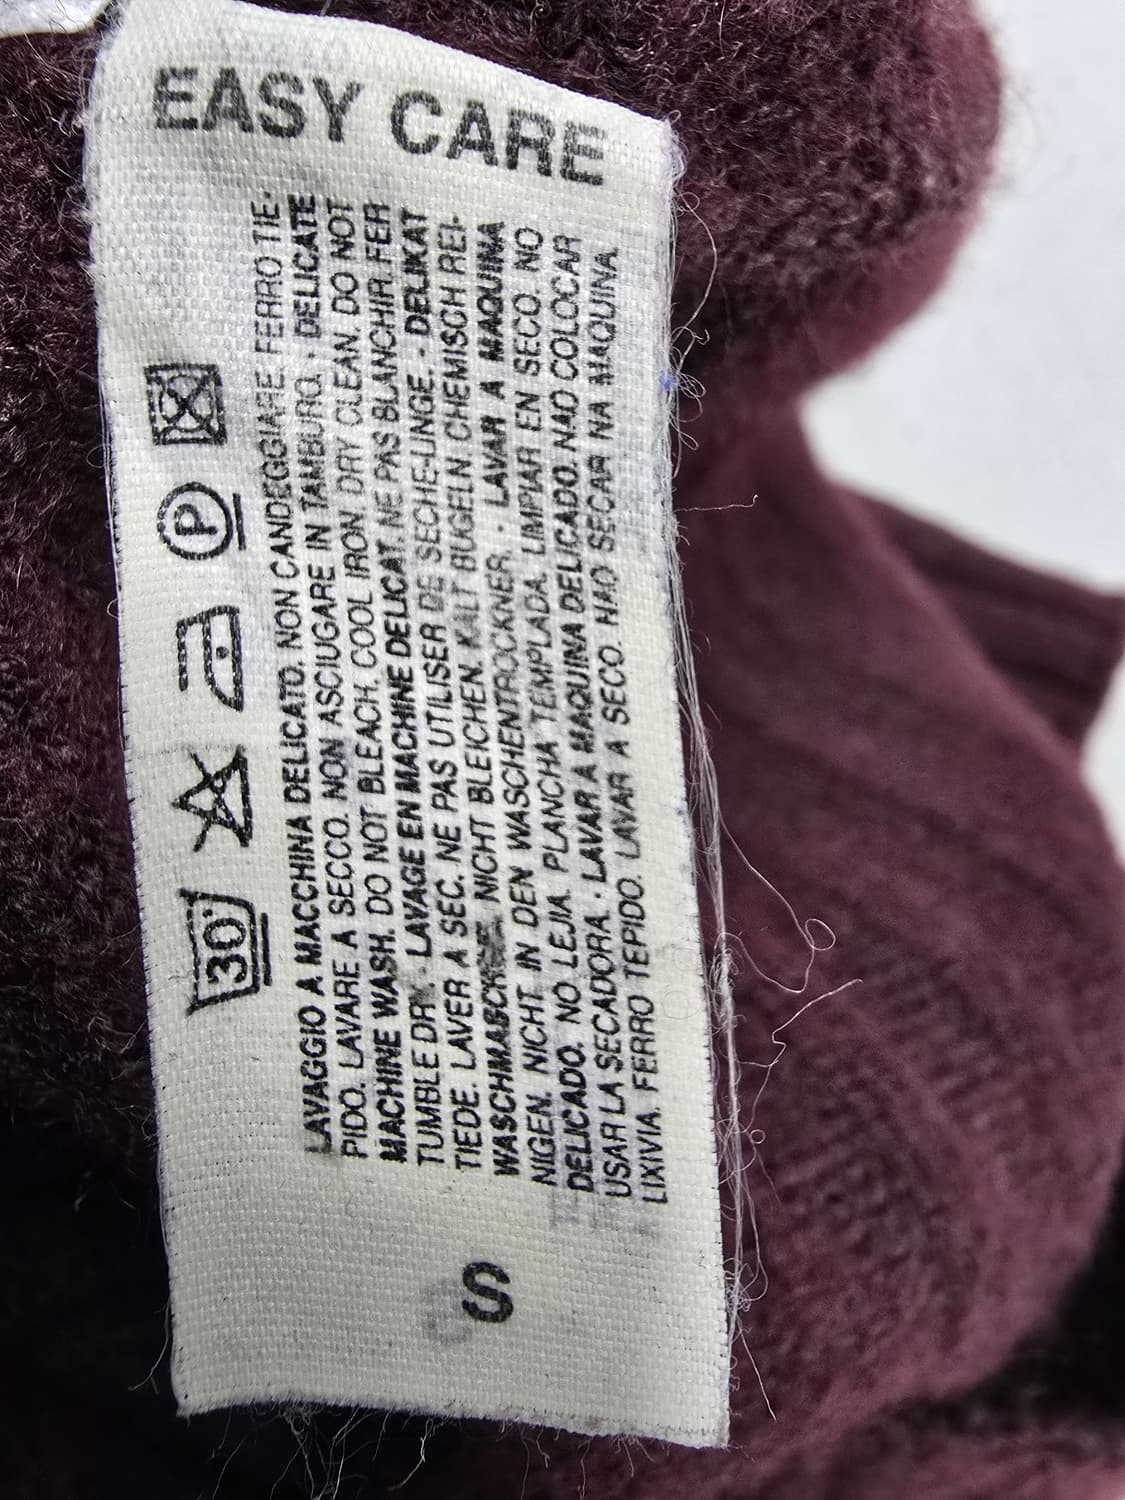 EASY CARE
30°
P
LAVAGGIO A MACCHINA DELICATO. NON CANDEGGIARE. FERRO TIE-
PIDO. LAVARE A SECCO. NON ASCIUGARE IN TAMBURO. · DELICATE
MACHINE WASH. DO NOT BLEACH. COOL IRON. DRY CLEAN. DO NOT
TUMBLE DRY. · LAVAGE EN MACHINE DELICAT. NE PAS BLANCHIR. FER
TIEDE. LAVER A SEC. NE PAS UTILISER DE SECHE-LINGE. · DELIKAT
NICHT BLEICHEN. KALT BUGELN. CHEMISCH REI-
NIGEN. NICHT IN DEN WASCHENTROCKNER. · LAVAR A MAQUINA
DELICADO. NO LEJIA. PLANCHA TEMPLADA. LIMPIAR EN SECO. NO
USAR LA SECADORA. · LAVAR A MAQUINA DELICADO. NAO COLOCAR
LIXIVIA. FERRO TEPIDO. LAVAR A SECO. HAO SECAR NA MAQUINA.
S